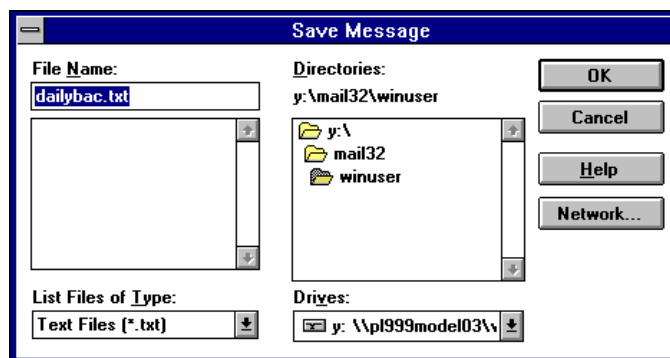 Save Message
File Name:
dailybac.txt
Directories:
y:\mail32\winuser
y:\
mail32
winuser
OK
Cancel
Help
Network...
List Files of Type:
Text Files (*.txt)
Drives:
y: \\pl999model03\